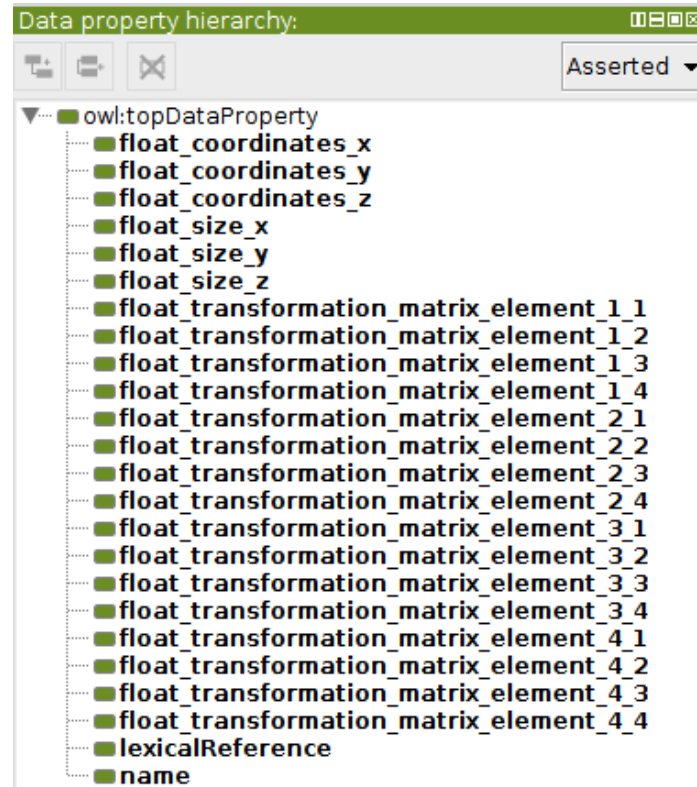 Data property hierarchy:
Asserted
owl:topDataProperty
float_coordinates_x
float_coordinates_y
float_coordinates_z
float_size_x
float_size_y
float_size_z
float_transformation_matrix_element_1_1
float_transformation_matrix_element_1_2
float_transformation_matrix_element_1_3
float_transformation_matrix_element_1_4
float_transformation_matrix_element_2_1
float_transformation_matrix_element_2_2
float_transformation_matrix_element_2_3
float_transformation_matrix_element_2_4
float_transformation_matrix_element_3_1
float_transformation_matrix_element_3_2
float_transformation_matrix_element_3_3
float_transformation_matrix_element_3_4
float_transformation_matrix_element_4_1
float_transformation_matrix_element_4_2
float_transformation_matrix_element_4_3
float_transformation_matrix_element_4_4
lexicalReference
name